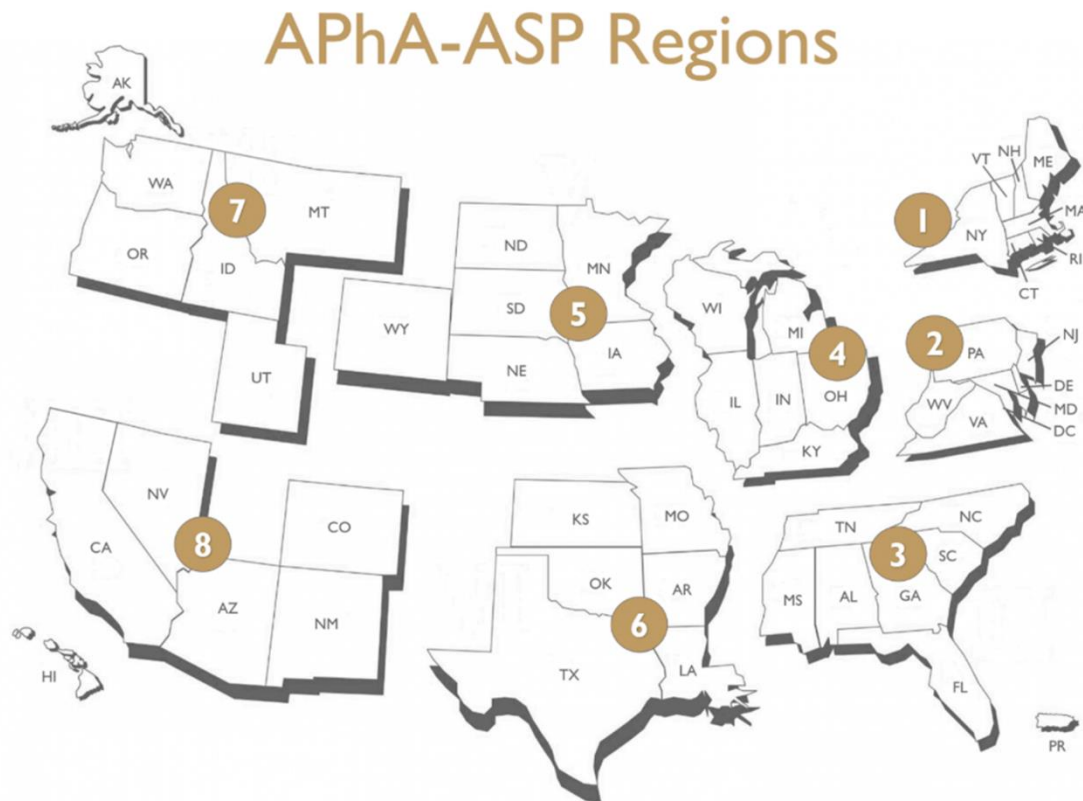 APhA-ASP Regions
AK
WA
MT
7
OR
ID
UT
ND
MN
SD
5
WY
NE
IA
WI
MI
4
IL
IN
OH
KY
VT
NH
ME
1
NY
MA
RI
CT
2
PA
NJ
WV
VA
DE
MD
DC
NV
CA
8
CO
AZ
NM
HI
KS
MO
OK
AR
6
TX
LA
TN
NC
3
SC
MS
AL
GA
FL
PR